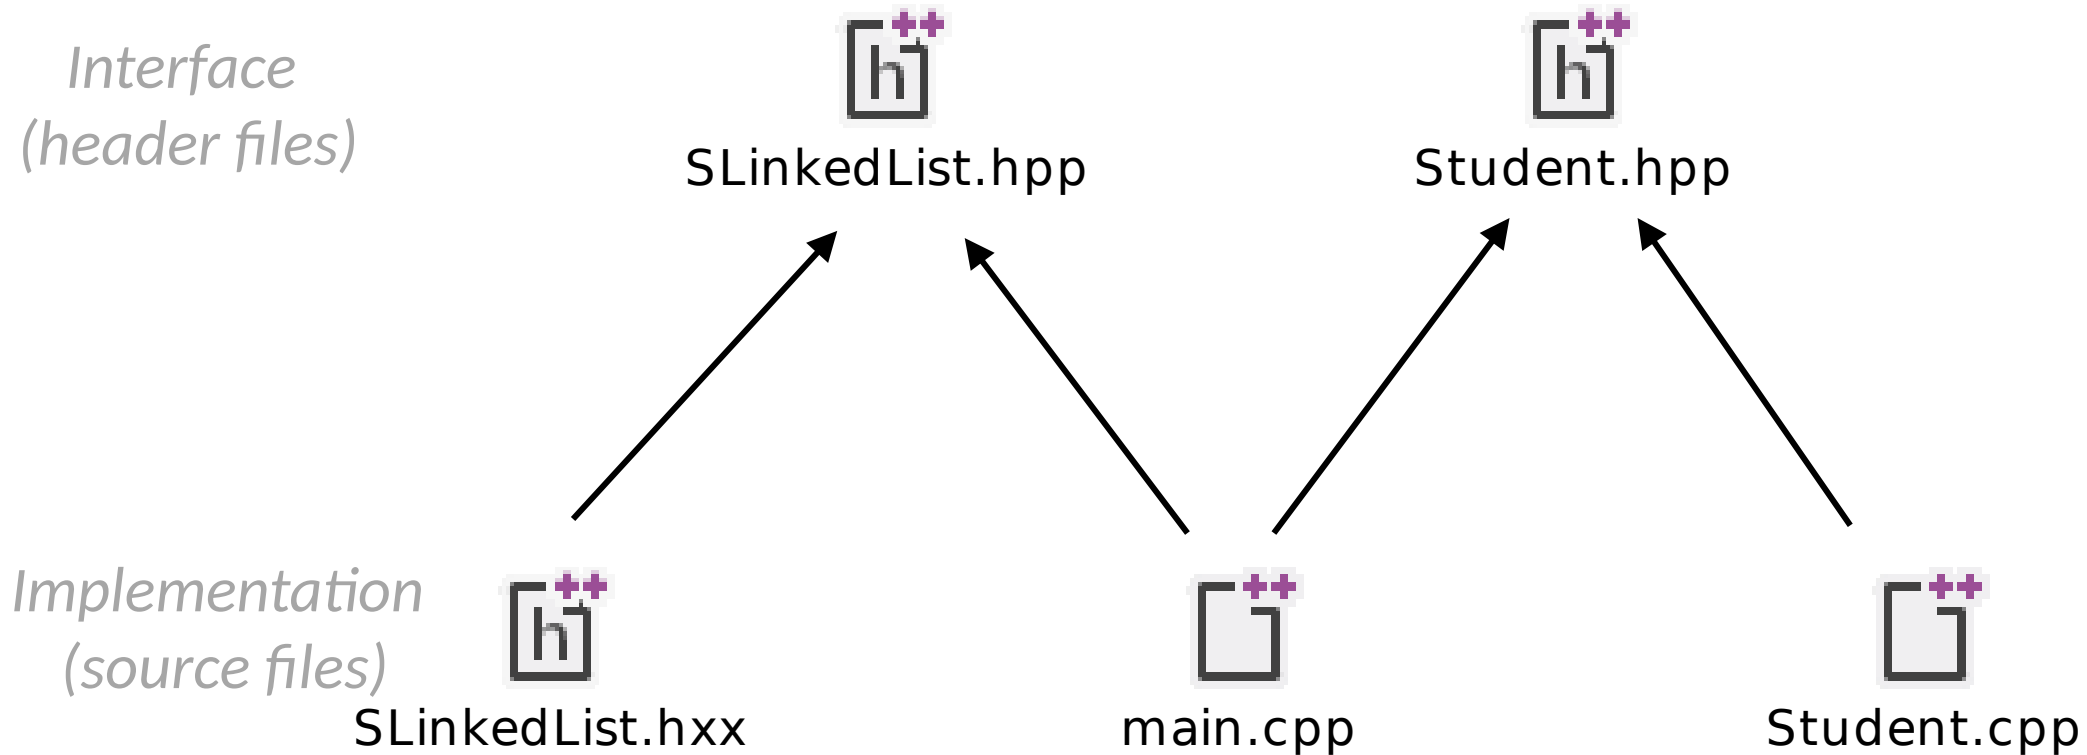 Interface
(header files)
h
SLinkedList.hpp
h
Student.hpp
Implementation
(source files)
h
SLinkedList.hxx
main.cpp
Student.cpp